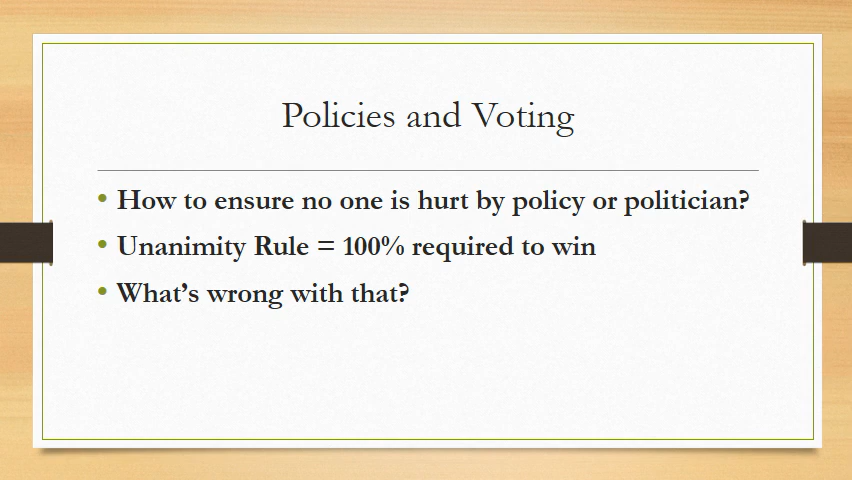 Policies and Voting
• How to ensure no one is hurt by policy or politician?
• Unanimity Rule = 100% required to win
• What’s wrong with that?